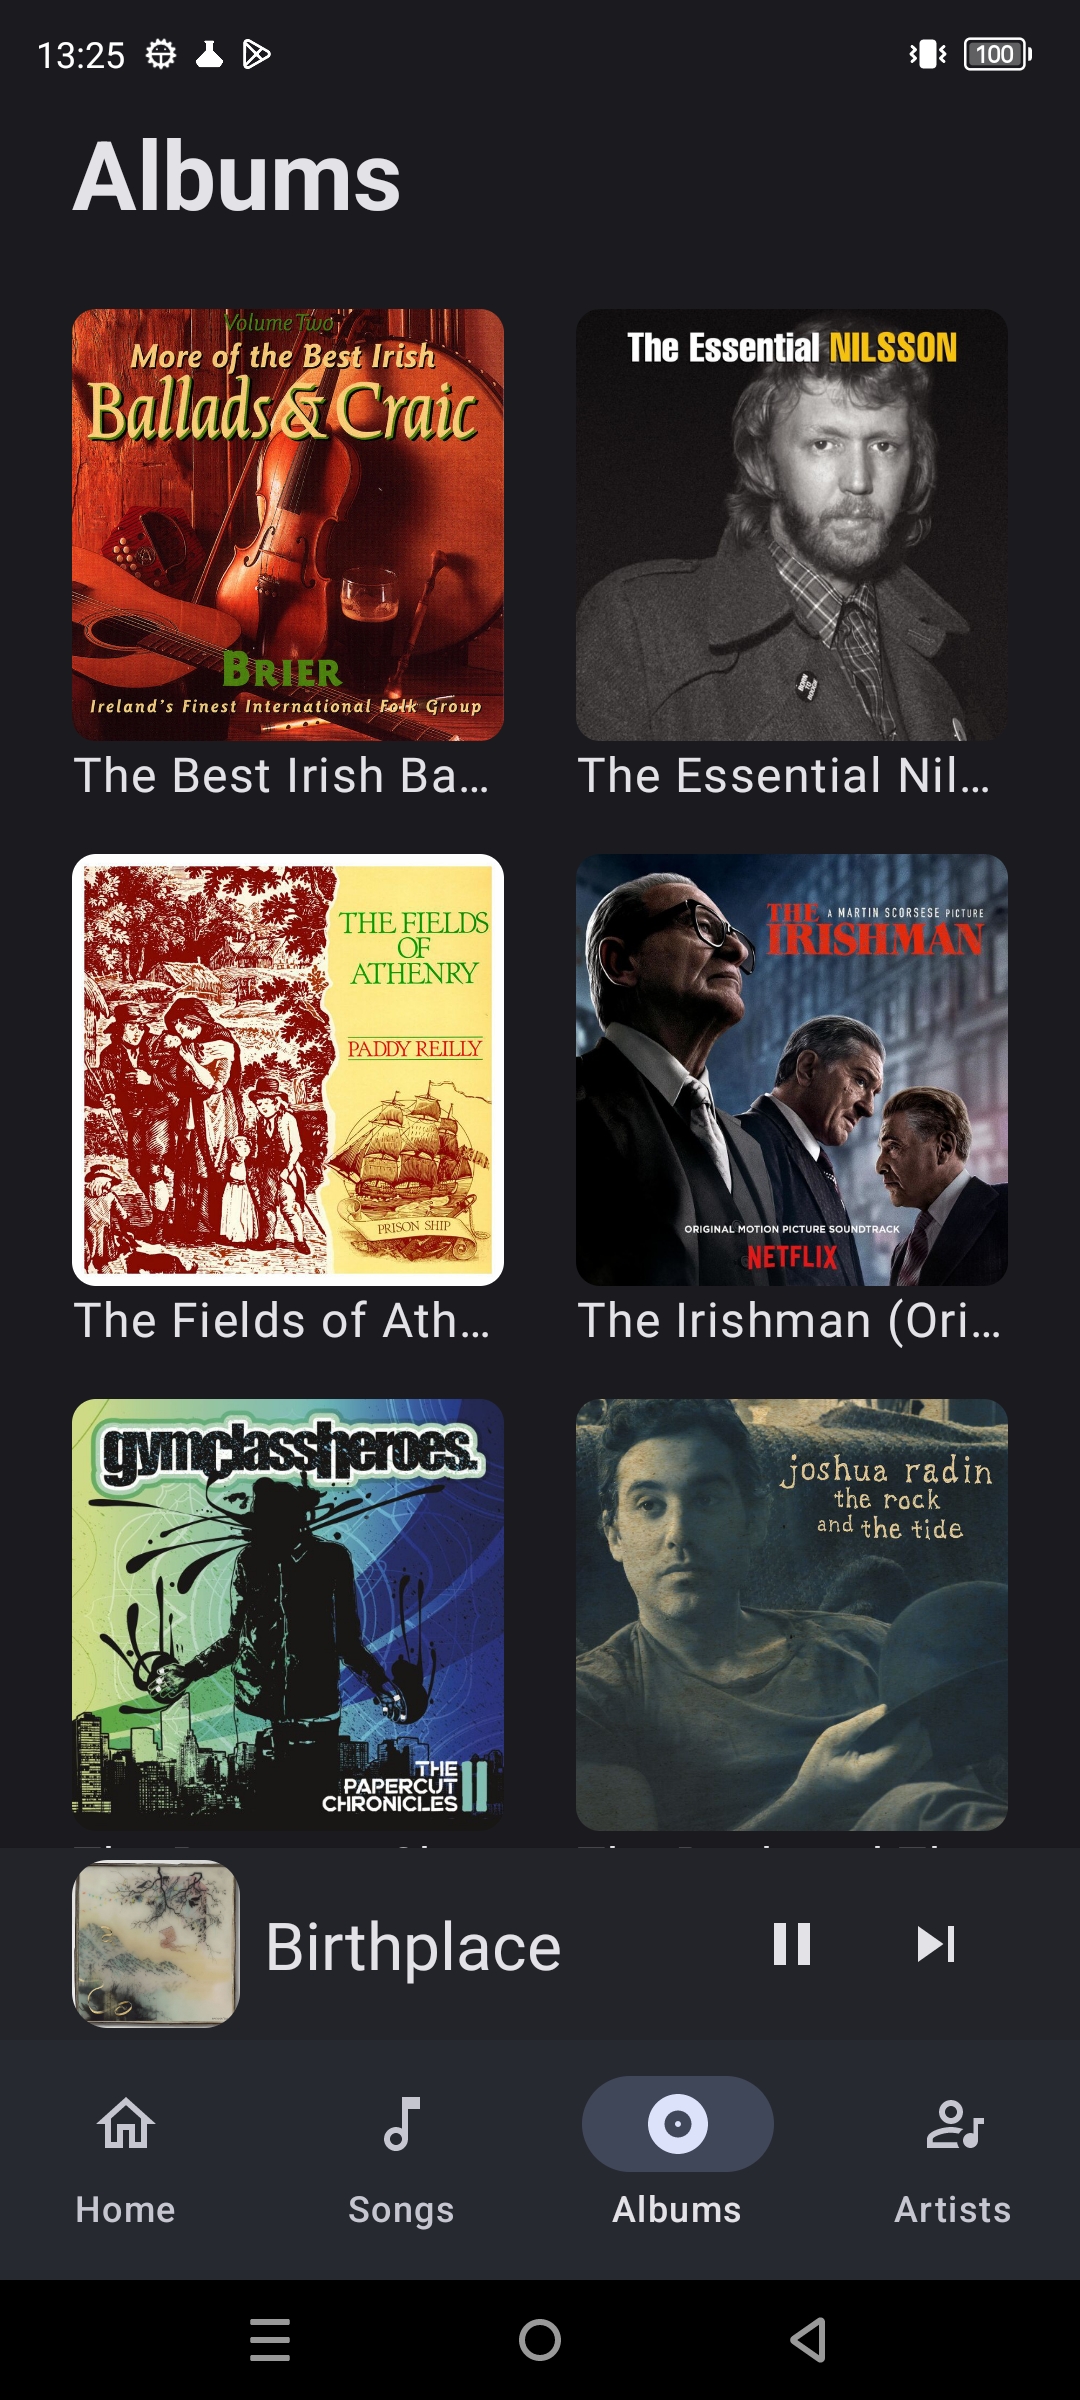 13:25
100
Albums
Volume Two
More of the Best Irish
Ballads & Craic
BRIER
Ireland's Finest International Folk Group
The Best Irish Ba...
The Essential NILSSON
The Essential Nil...
THE FIELDS
OF
ATHENRY
PADDY REILLY
PRISON SHIP
The Fields of Ath...
A MARTIN SCORSESE PICTURE
THE
IRISHMAN
ORIGINAL MOTION PICTURE SOUNDTRACK
NETFLIX
The Irishman (Ori...
gymclassheroes.
THE
PAPERCUT
CHRONICLES II
joshua radin
the rock
and the tide
Birthplace
Home
Songs
Albums
Artists